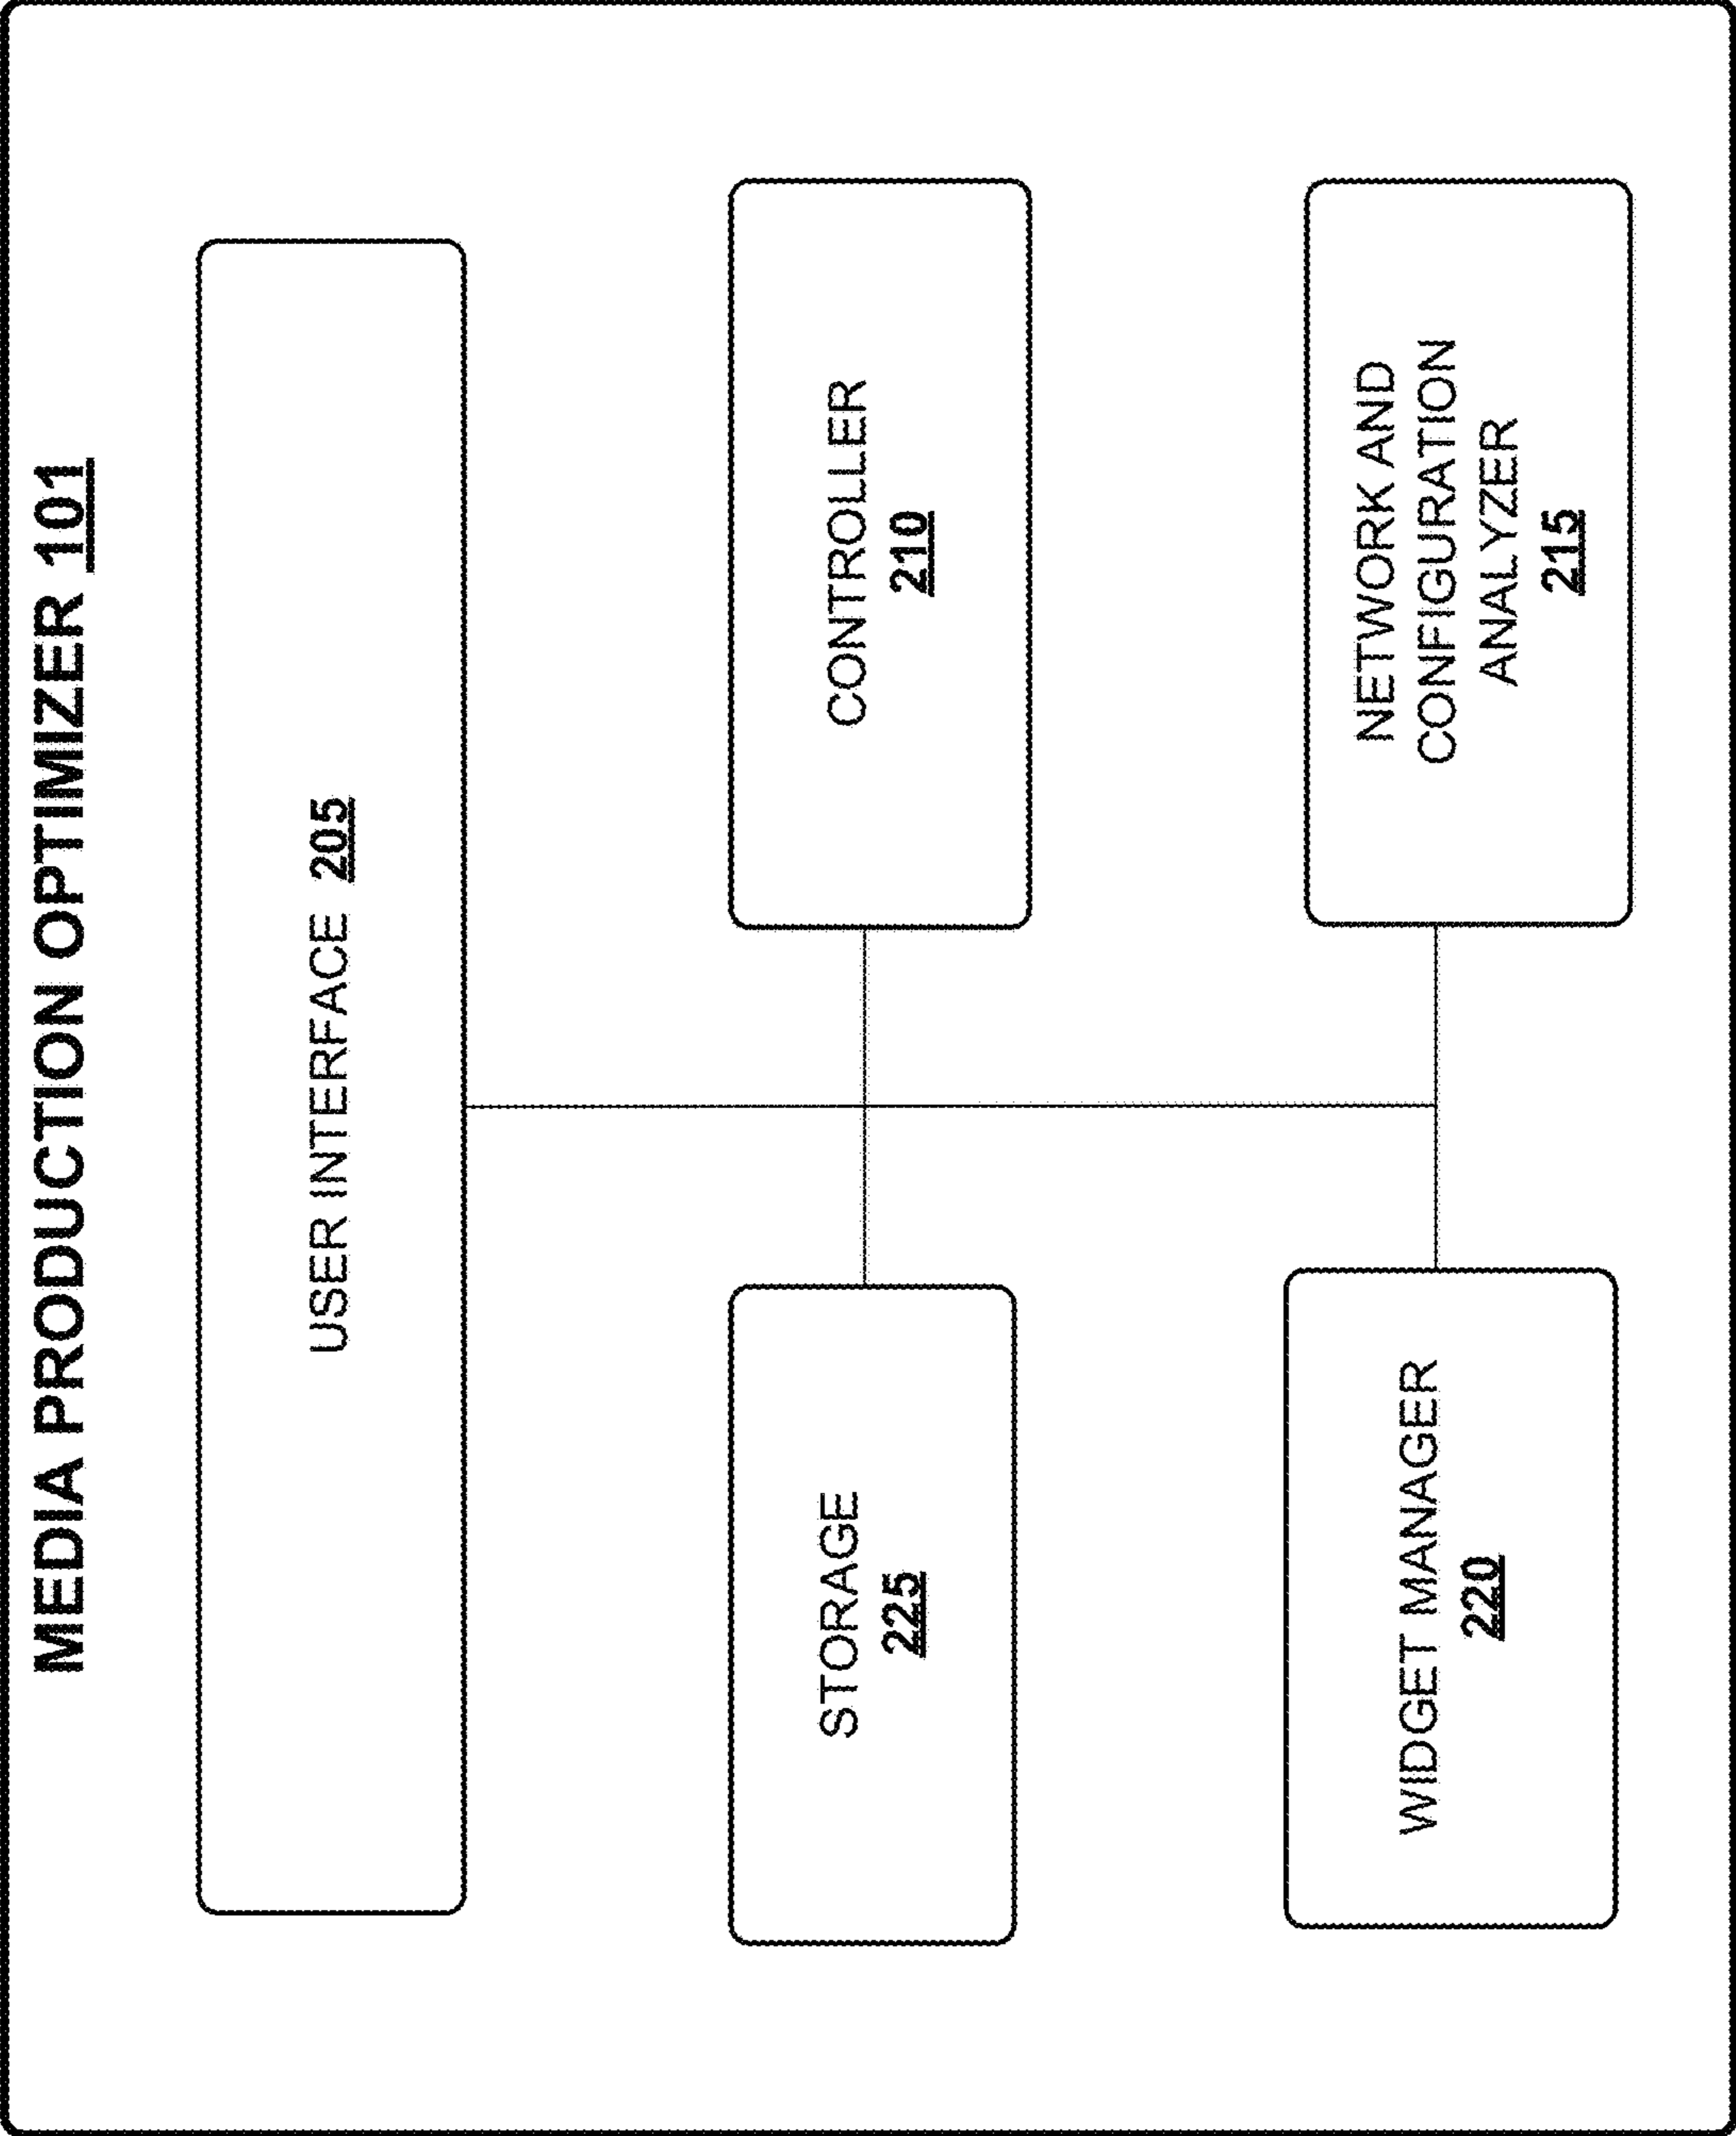 MEDIA PRODUCTION OPTIMIZER 101
USER INTERFACE 205
STORAGE
225
CONTROLLER
210
WIDGET MANAGER
220
NETWORK AND
CONFIGURATION
ANALYZER
215